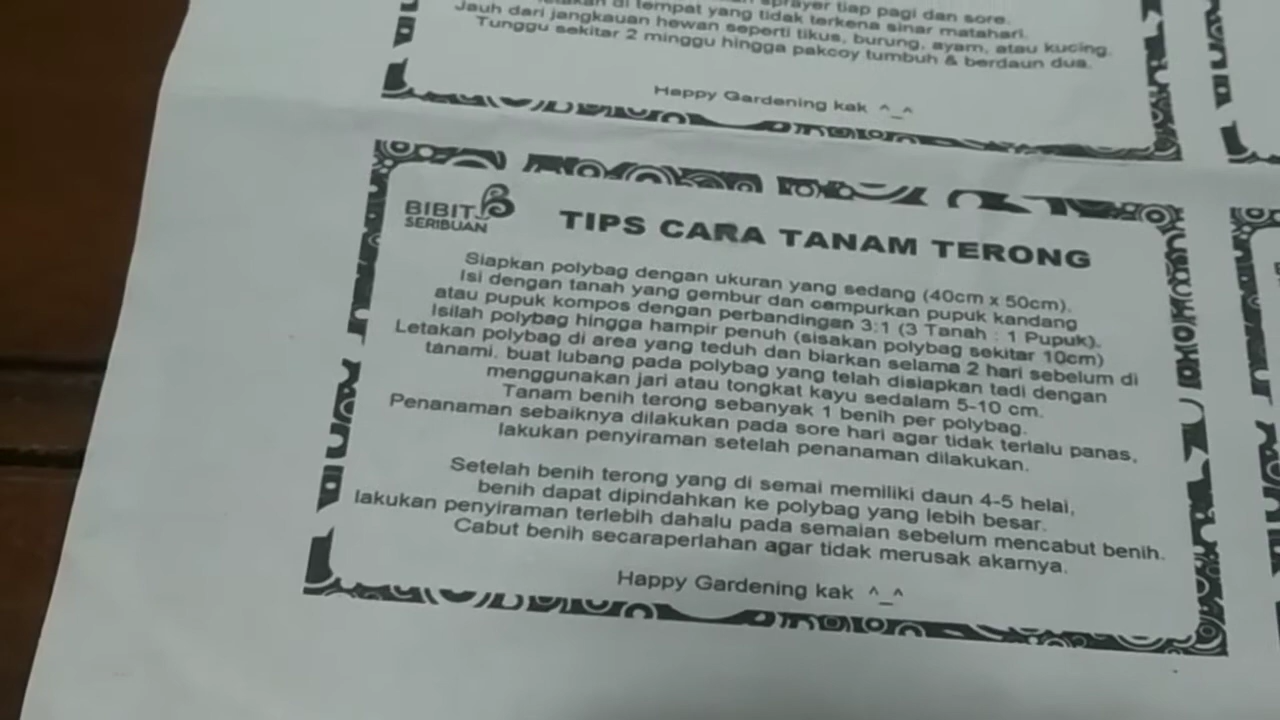 sprayer tiap pagi dan sore.
di tempat yang tidak terkena sinar matahari.
Jauh dari jangkauan hewan seperti tikus, burung, ayam, atau kucing.
Tunggu sekitar 2 minggu hingga pakcoy tumbuh & berdaun dua.
Happy Gardening kak ^_^
BIBIT
SERIBUAN
TIPS CARA TANAM TERONG
Siapkan polybag dengan ukuran yang sedang (40cm x 50cm).
Isi dengan tanah yang gembur dan campurkan pupuk kandang
atau pupuk kompos dengan perbandingan 3:1 (3 Tanah : 1 Pupuk).
Isilah polybag hingga hampir penuh (sisakan polybag sekitar 10cm)
Letakan polybag di area yang teduh dan biarkan selama 2 hari sebelum di
tanami. buat lubang pada polybag yang telah disiapkan tadi dengan
menggunakan jari atau tongkat kayu sedalam 5-10 cm.
Tanam benih terong sebanyak 1 benih per polybag.
Penanaman sebaiknya dilakukan pada sore hari agar tidak terlalu panas,
lakukan penyiraman setelah penanaman dilakukan.
Setelah benih terong yang di semai memiliki daun 4-5 helai,
benih dapat dipindahkan ke polybag yang lebih besar.
lakukan penyiraman terlebih dahalu pada semaian sebelum mencabut benih.
Cabut benih secaraperlahan agar tidak merusak akarnya.
Happy Gardening kak ^_^